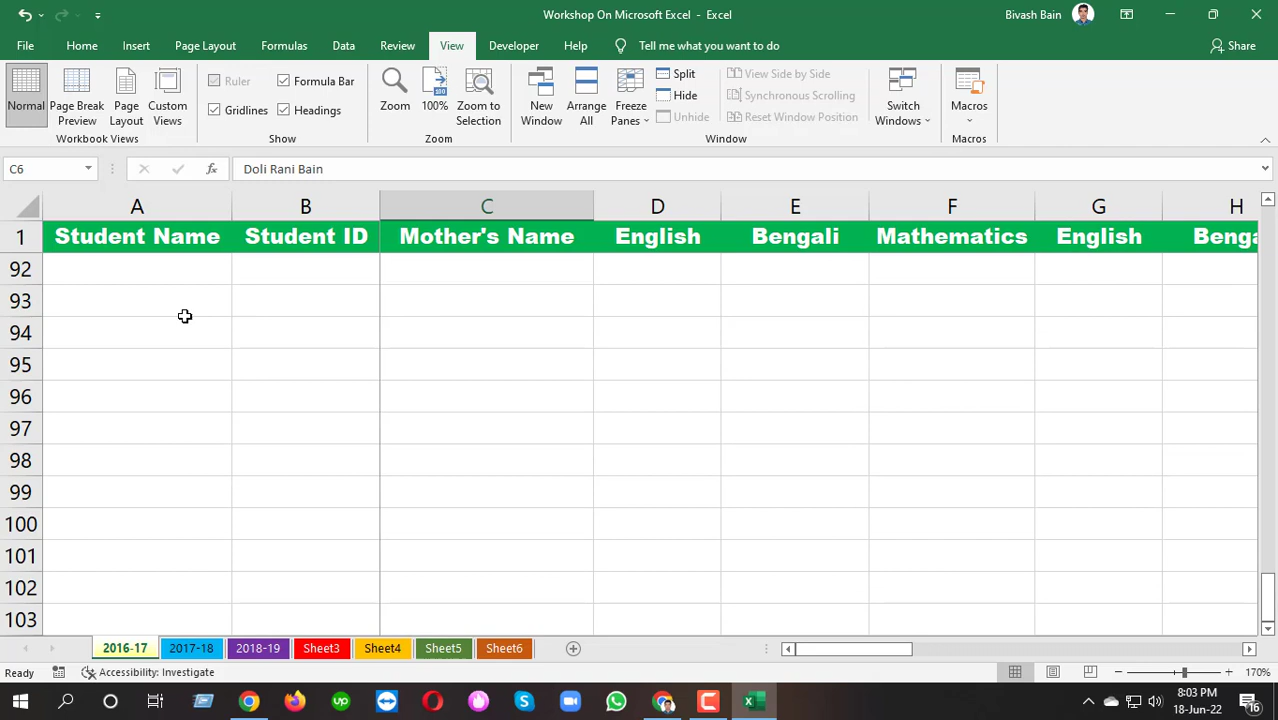 Workshop On Microsoft Excel - Excel
Bivash Bain
File Home Insert Page Layout Formulas Data Review View Developer Help Tell me what you want to do Share
Normal
Page Break Preview
Page Layout
Custom Views
Workbook Views
Ruler
Formula Bar
Gridlines
Headings
Show
Zoom
100%
Zoom to Selection
Zoom
New Window
Arrange All
Freeze Panes
Split
Hide
Unhide
View Side by Side
Synchronous Scrolling
Reset Window Position
Window
Switch Windows
Macros
Macros
C6 fx Doli Rani Bain
A B C D E F G H
1 Student Name Student ID Mother's Name English Bengali Mathematics English
92
93
94
95
96
97
98
99
100
101
102
103
2016-17 2017-18 2018-19 Sheet3 Sheet4 Sheet5 Sheet6
Ready Accessibility: Investigate 170%
up
8:03 PM
18-Jun-22
16